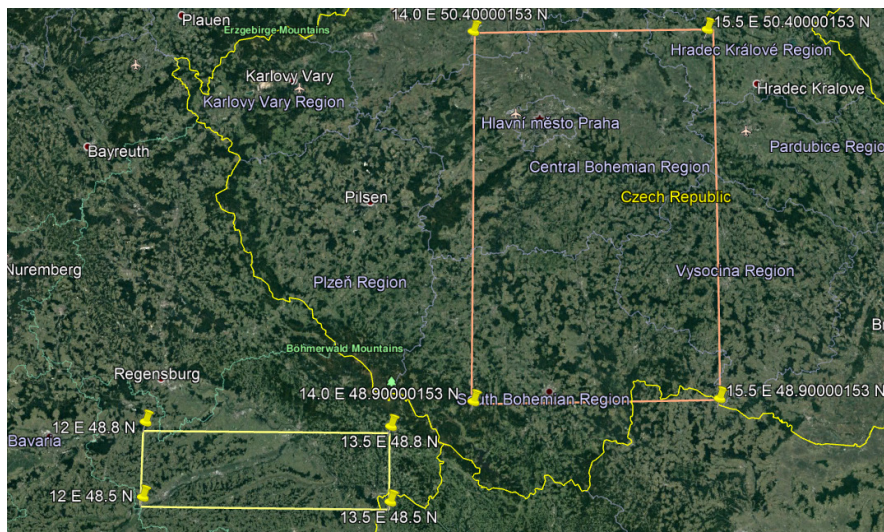 Plauen
14.0 E 50.40000153 N
15.5 E 50.40000153 N
Erzgebirge-Mountains
Hradec Králové Region
Karlovy Vary
Karlovy Vary Region
Hradec Kralove
Hlavní město Praha
Bayreuth
Pardubice Regio
Central Bohemian Region
Pilsen
Czech Republic
Nuremberg
Plzeň Region
Vysocina Region
Böhmerwald Mountains
Regensburg
14.0 E 48.90000153 N
15.5 E 48.90000153 N
South Bohemian Region
12 E 48.8 N
Bavaria
13.5 E 48.8 N
12 E 48.5 N
13.5 E 48.5 N